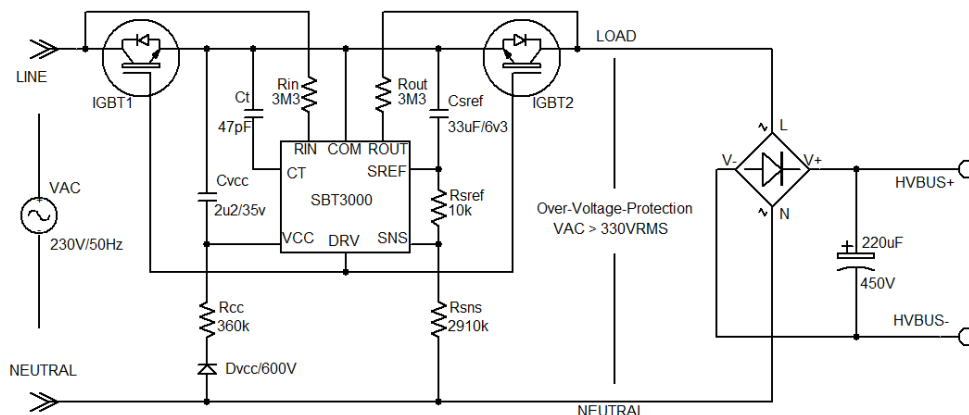 LOAD
LINE
IGBT1
Rin
3M3
Rout
3M3
IGBT2
Ct
47pF
Csref
33uF/6v3
RIN
COM
ROUT
CT
SREF
SBT3000
VCC
DRV
SNS
Cvcc
2u2/35v
Rsref
10k
VAC
230V/50Hz
Over-Voltage-Protection
VAC > 330VRMS
L
V-
V+
N
HVBUS+
220uF
450V
HVBUS-
Rcc
360k
Rsns
2910k
Dvcc/600V
NEUTRAL
NEUTRAL